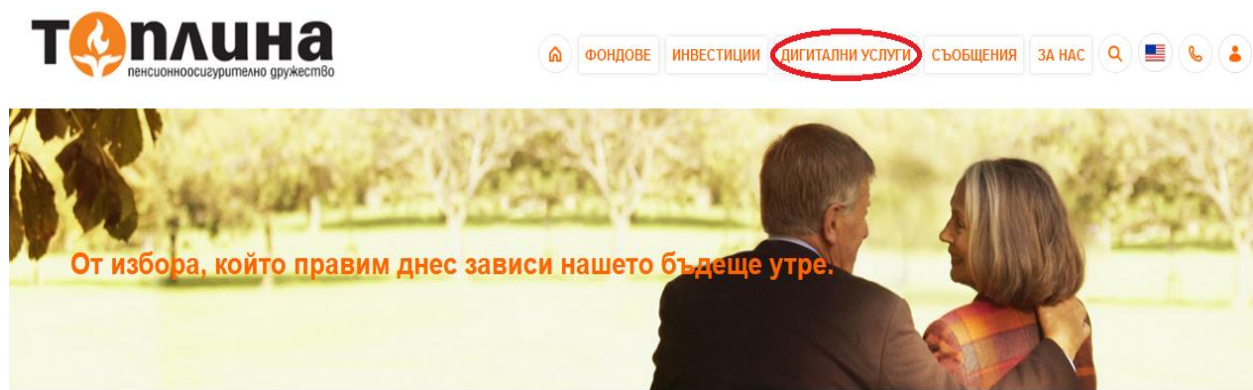 ТОПЛИНА
пенсионноосигурително дружество
ФОНДОВЕ
ИНВЕСТИЦИИ
ДИГИТАЛНИ УСЛУГИ
СЪОБЩЕНИЯ
ЗА НАС
От избора, който правим днес зависи нашето бъдеще утре.